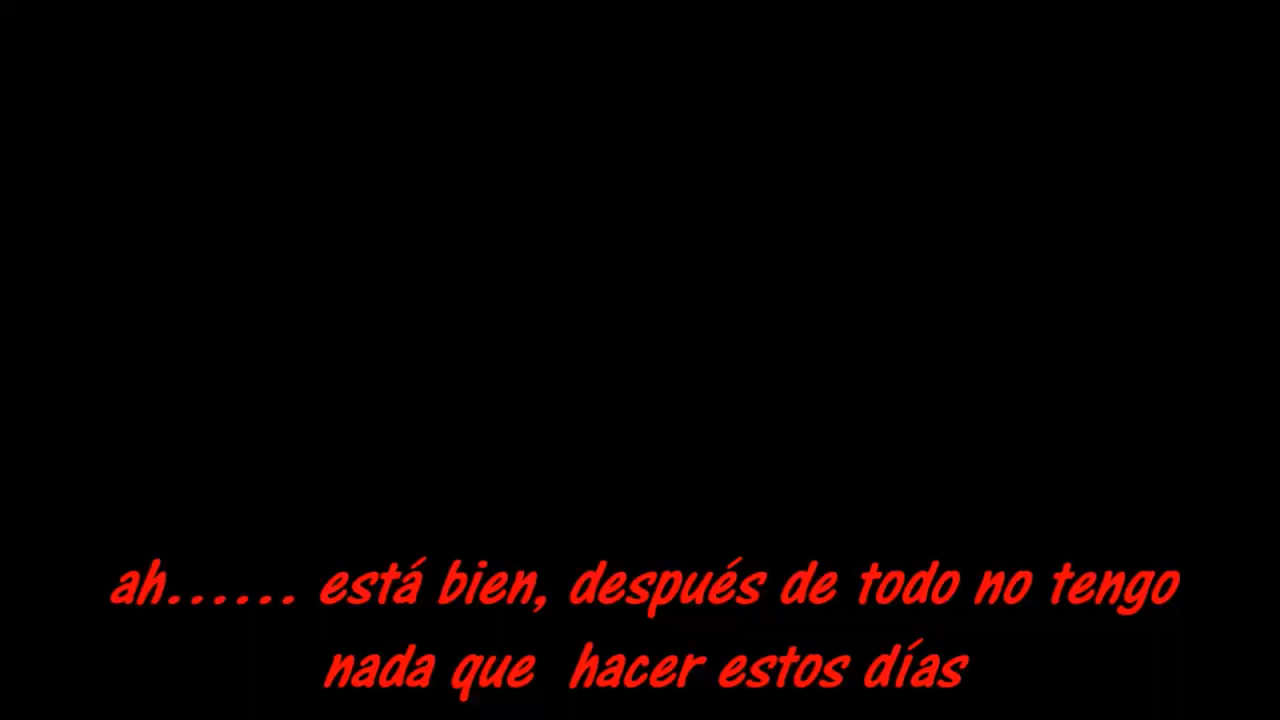 ah...... está bien, después de todo no tengo
nada que  hacer estos días